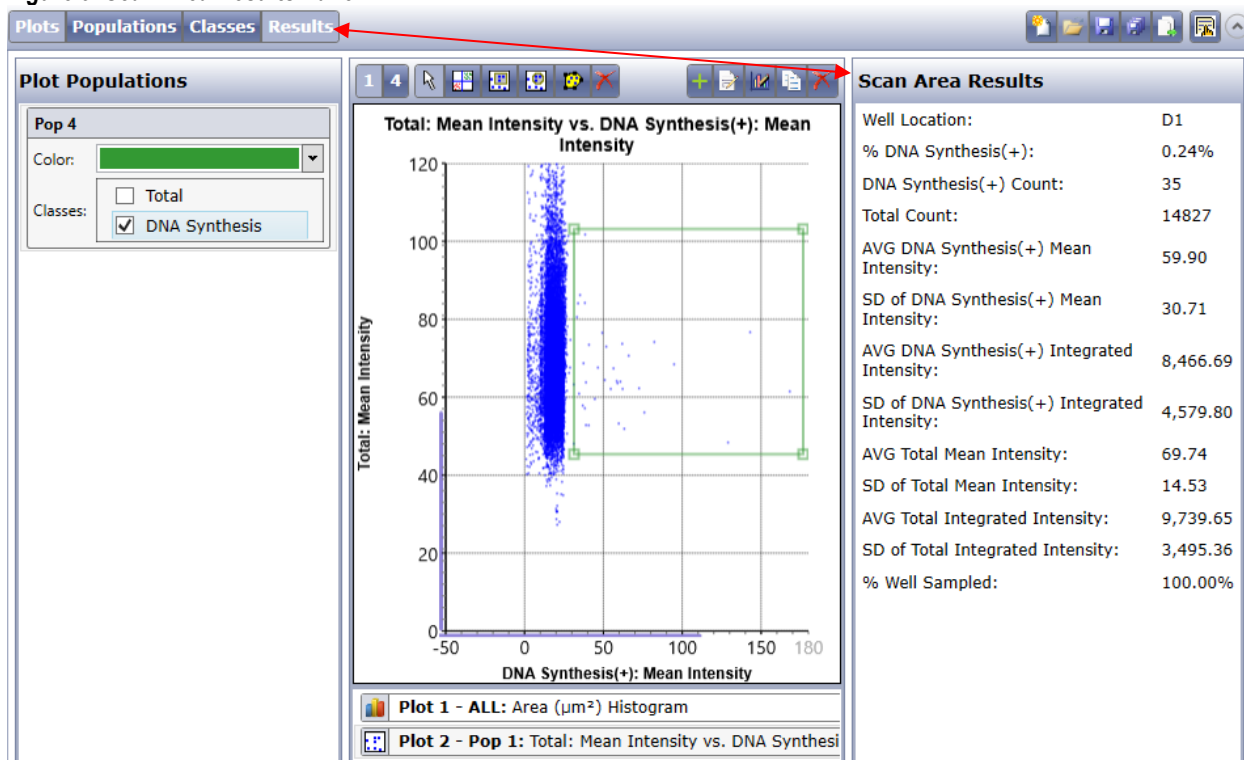 Plots Populations Classes Results
Plot Populations
Pop 4
Color:
Classes:
Total
DNA Synthesis
1 4
Total: Mean Intensity vs. DNA Synthesis(+): Mean
Intensity
120
100
80
60
40
20
0
Total: Mean Intensity
-50 0 50 100 150 180
DNA Synthesis(+): Mean Intensity
Plot 1 - ALL: Area (µm²) Histogram
Plot 2 - Pop 1: Total: Mean Intensity vs. DNA Synthesi
Scan Area Results
Well Location: D1
% DNA Synthesis(+): 0.24%
DNA Synthesis(+) Count: 35
Total Count: 14827
AVG DNA Synthesis(+) Mean
Intensity: 59.90
SD of DNA Synthesis(+) Mean
Intensity: 30.71
AVG DNA Synthesis(+) Integrated
Intensity: 8,466.69
SD of DNA Synthesis(+) Integrated
Intensity: 4,579.80
AVG Total Mean Intensity: 69.74
SD of Total Mean Intensity: 14.53
AVG Total Integrated Intensity: 9,739.65
SD of Total Integrated Intensity: 3,495.36
% Well Sampled: 100.00%